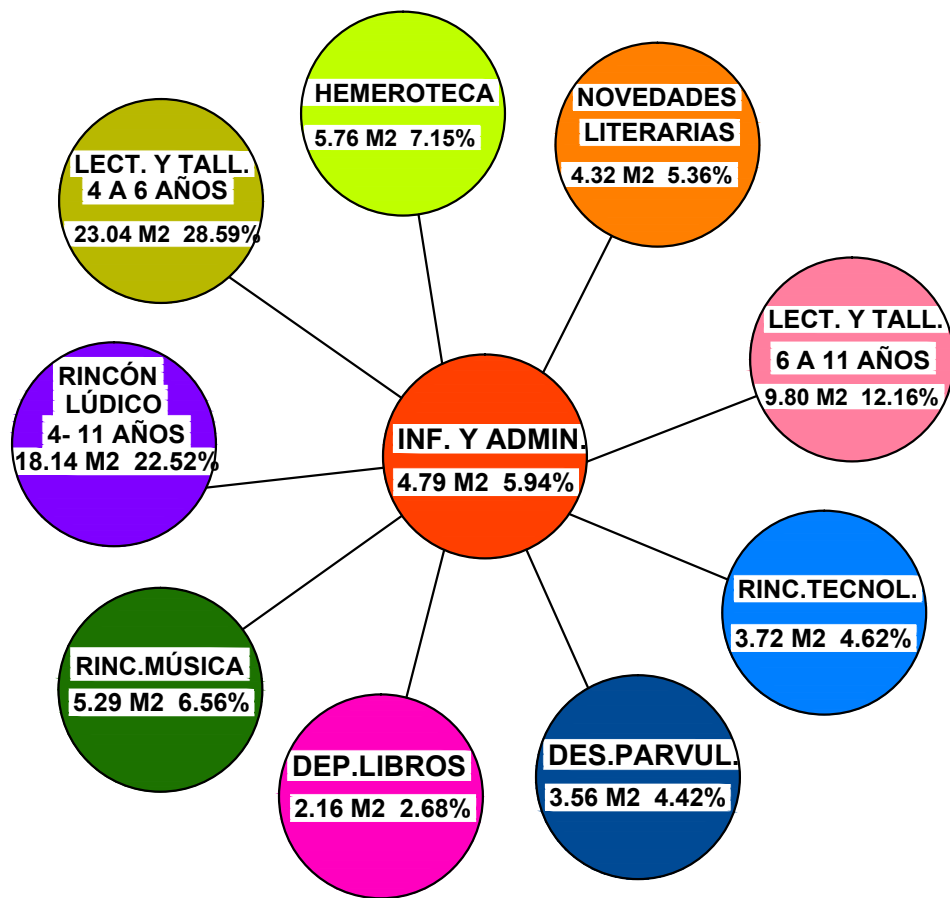 HEMEROTECA
5.76 M2 7.15%
NOVEDADES
LITERARIAS
4.32 M2 5.36%
LECT. Y TALL.
4 A 6 AÑOS
23.04 M2 28.59%
LECT. Y TALL.
6 A 11 AÑOS
9.80 M2 12.16%
RINCÓN
LÚDICO
4- 11 AÑOS
18.14 M2 22.52%
INF. Y ADMIN.
4.79 M2 5.94%
RINC.TECNOL.
3.72 M2 4.62%
RINC.MÚSICA
5.29 M2 6.56%
DEP.LIBROS
2.16 M2 2.68%
DES.PARVUL.
3.56 M2 4.42%